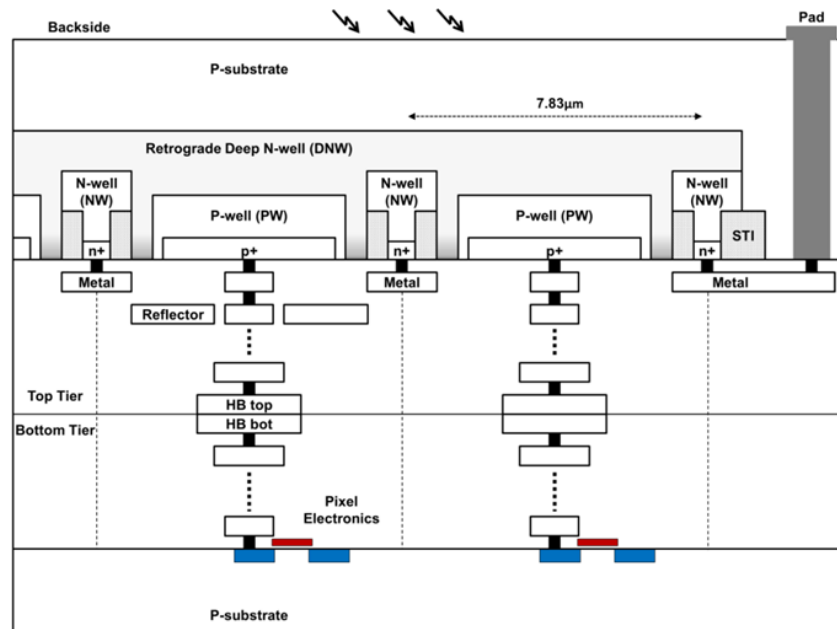 Backside
Pad
P-substrate
7.83µm
Retrograde Deep N-well (DNW)
N-well
(NW)
N-well
(NW)
N-well
(NW)
P-well (PW)
P-well (PW)
STI
n+
p+
n+
p+
n+
Metal
Metal
Metal
Reflector
Top Tier
HB top
Bottom Tier
HB bot
Pixel
Electronics
P-substrate